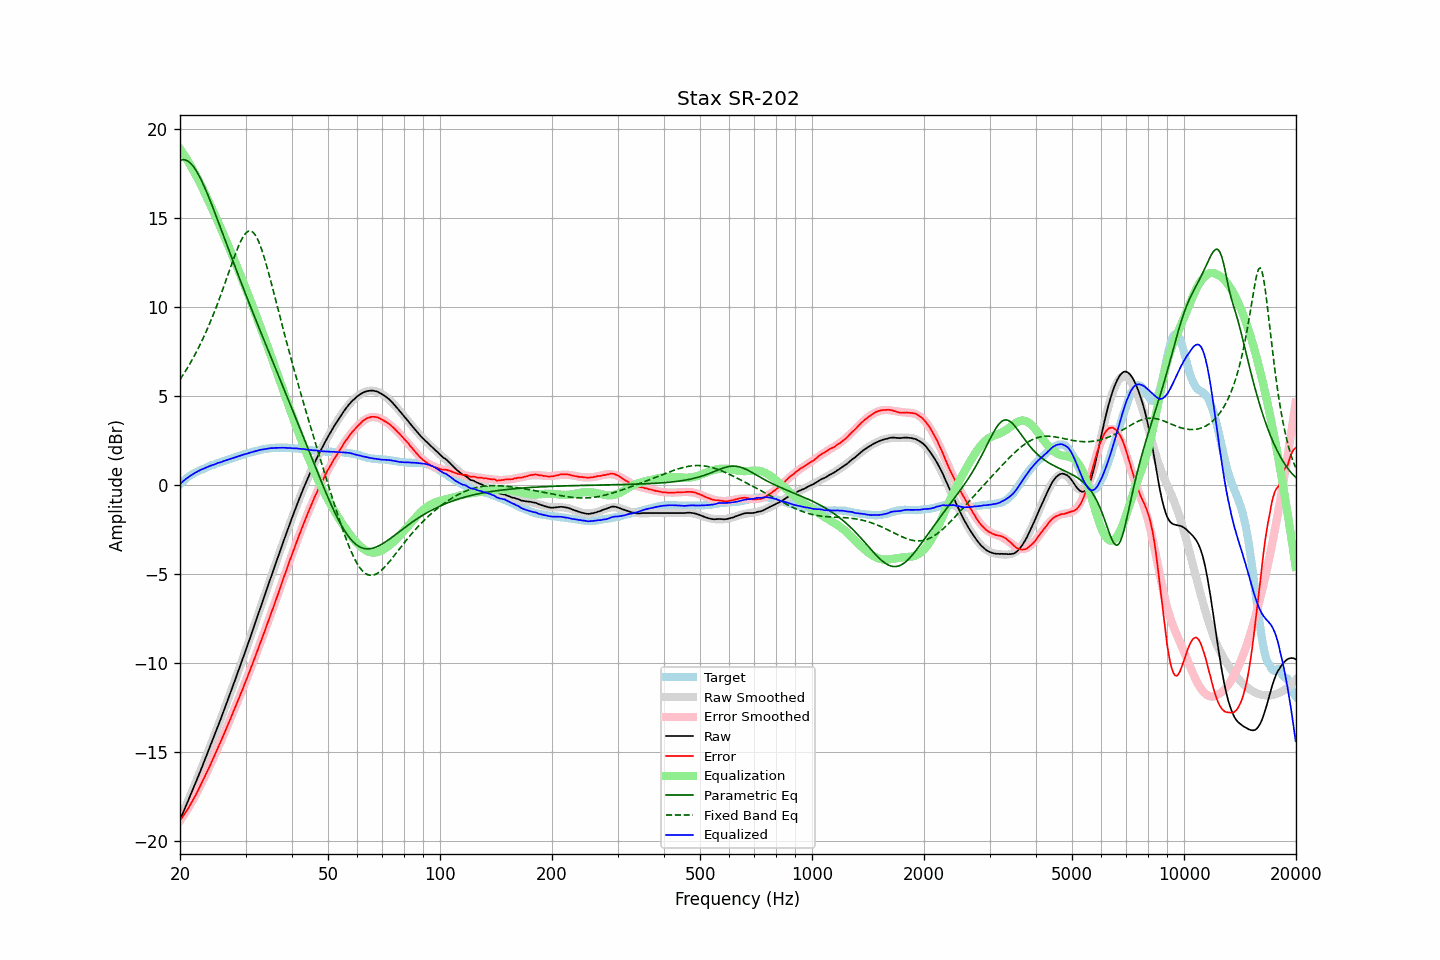 Stax SR-202
Amplitude (dBr)
20
15
10
5
0
−5
−10
−15
−20
Target
Raw Smoothed
Error Smoothed
Raw
Error
Equalization
Parametric Eq
Fixed Band Eq
Equalized
20 50 100 200 500 1000 2000 5000 10000 20000
Frequency (Hz)